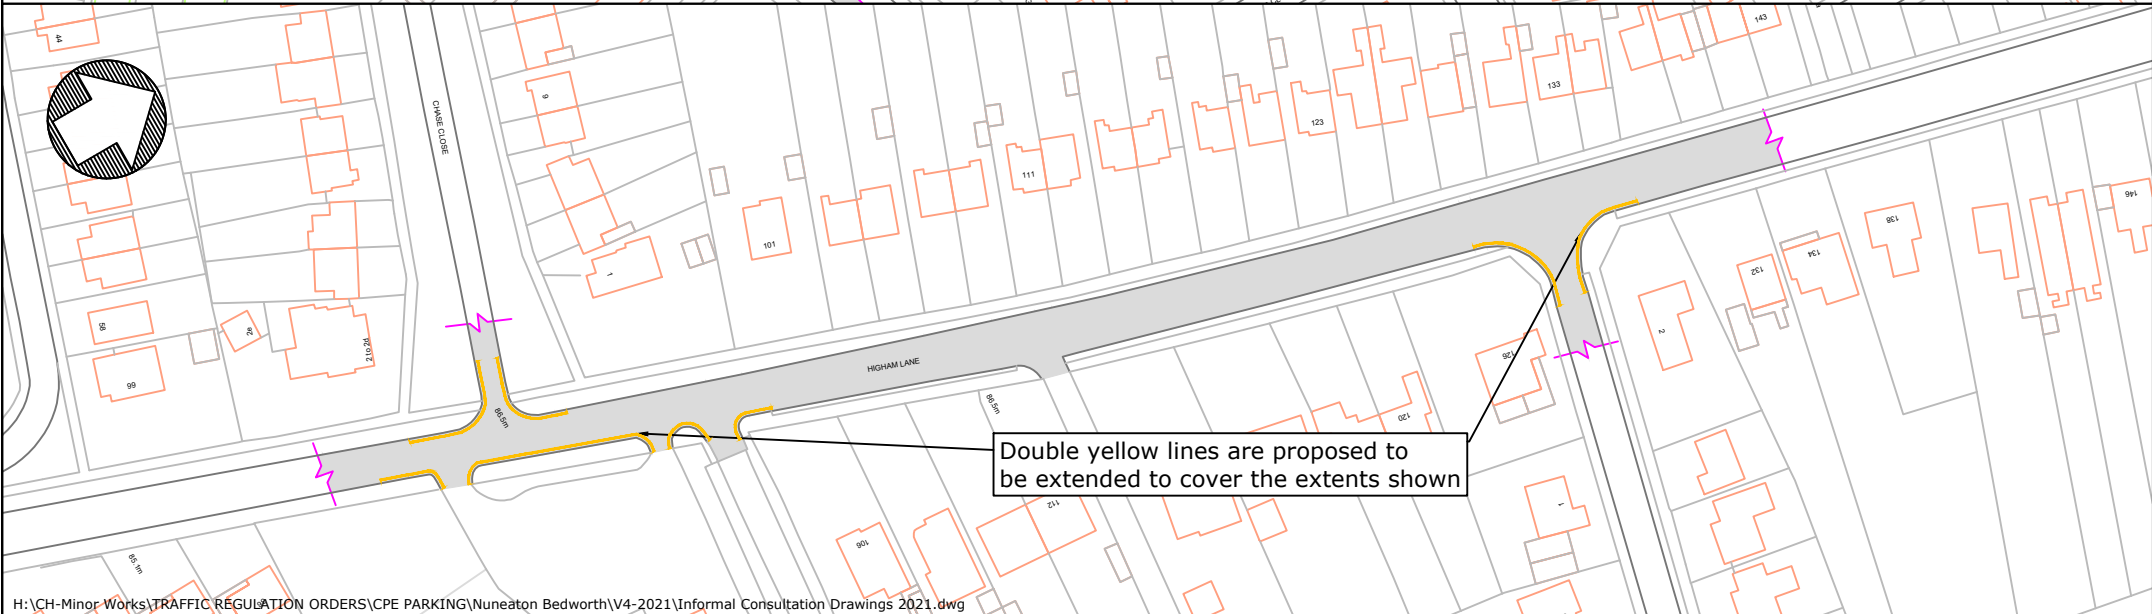 44
143
9
CHASE CLOSE
133
123
111
146
138
101
134
132
1
58
2e
2
2a to 2d
126
HIGHAM LANE
66
86.5m
86.5m
120
Double yellow lines are proposed to
be extended to cover the extents shown
112
1
106
85.1m
H:\CH-Minor Works\TRAFFIC REGULATION ORDERS\CPE PARKING\Nuneaton Bedworth\V4-2021\Informal Consultation Drawings 2021.dwg